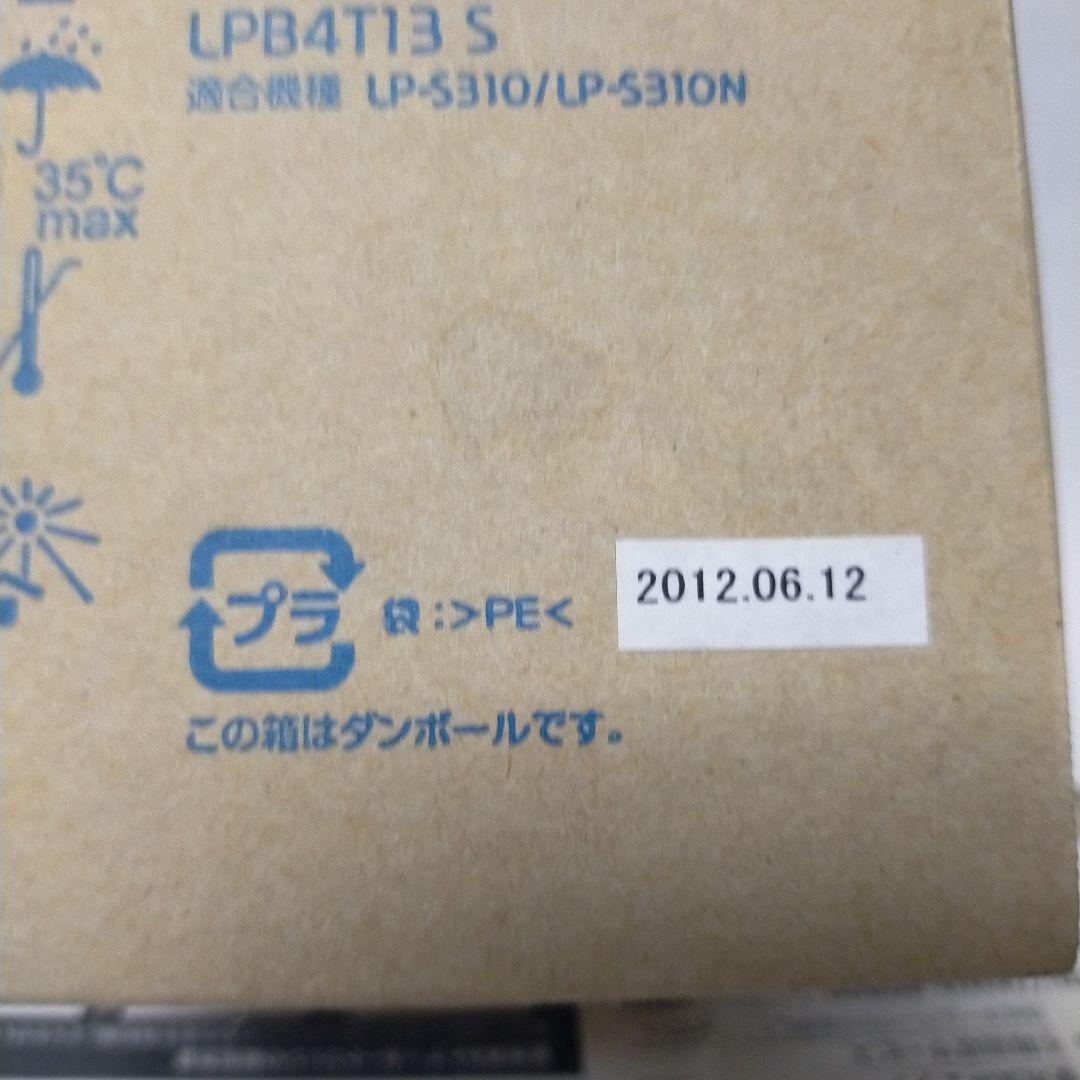 LPB4T13 S
適合機種 LP-S310/LP-S310N
35℃
max
プラ
袋:>PE<
2012.06.12
この箱はダンボールです。